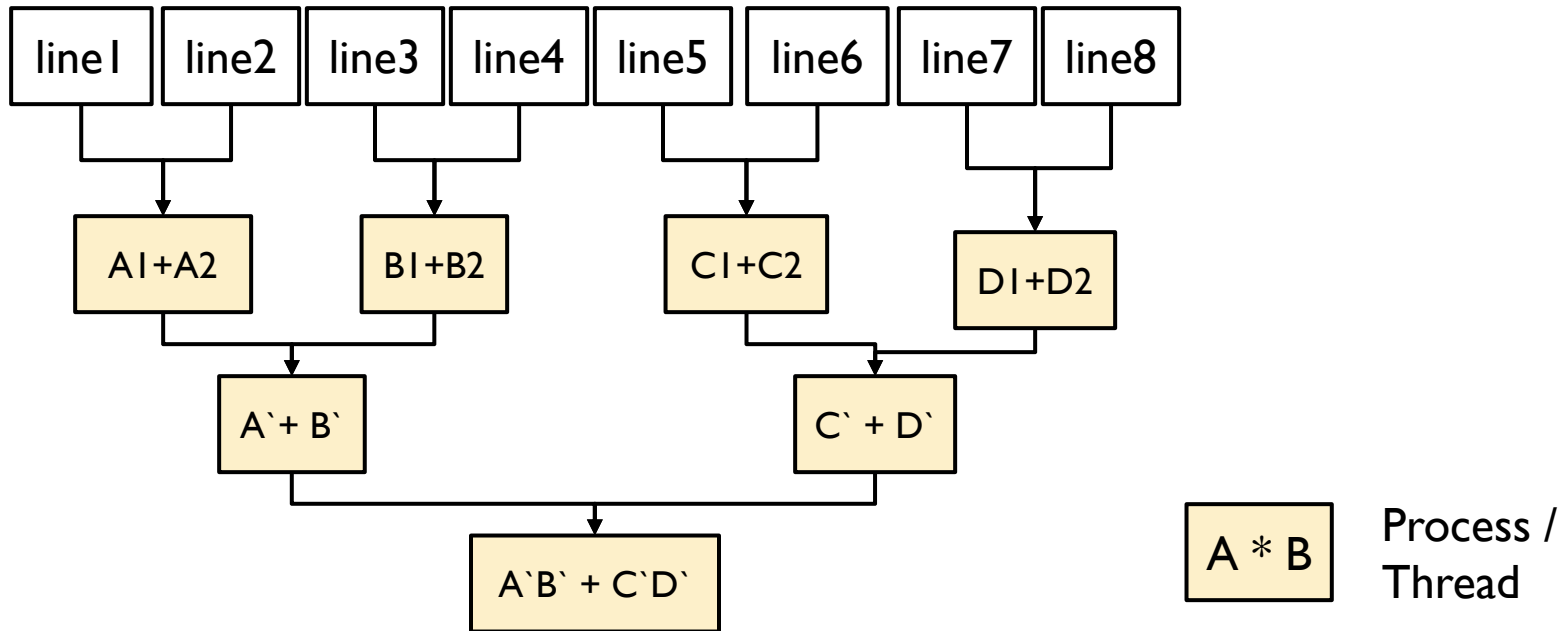 line1
line2
line3
line4
line5
line6
line7
line8
A1+A2
B1+B2
C1+C2
D1+D2
A`+ B`
C` + D`
A`B` + C`D`
A * B
Process /
Thread